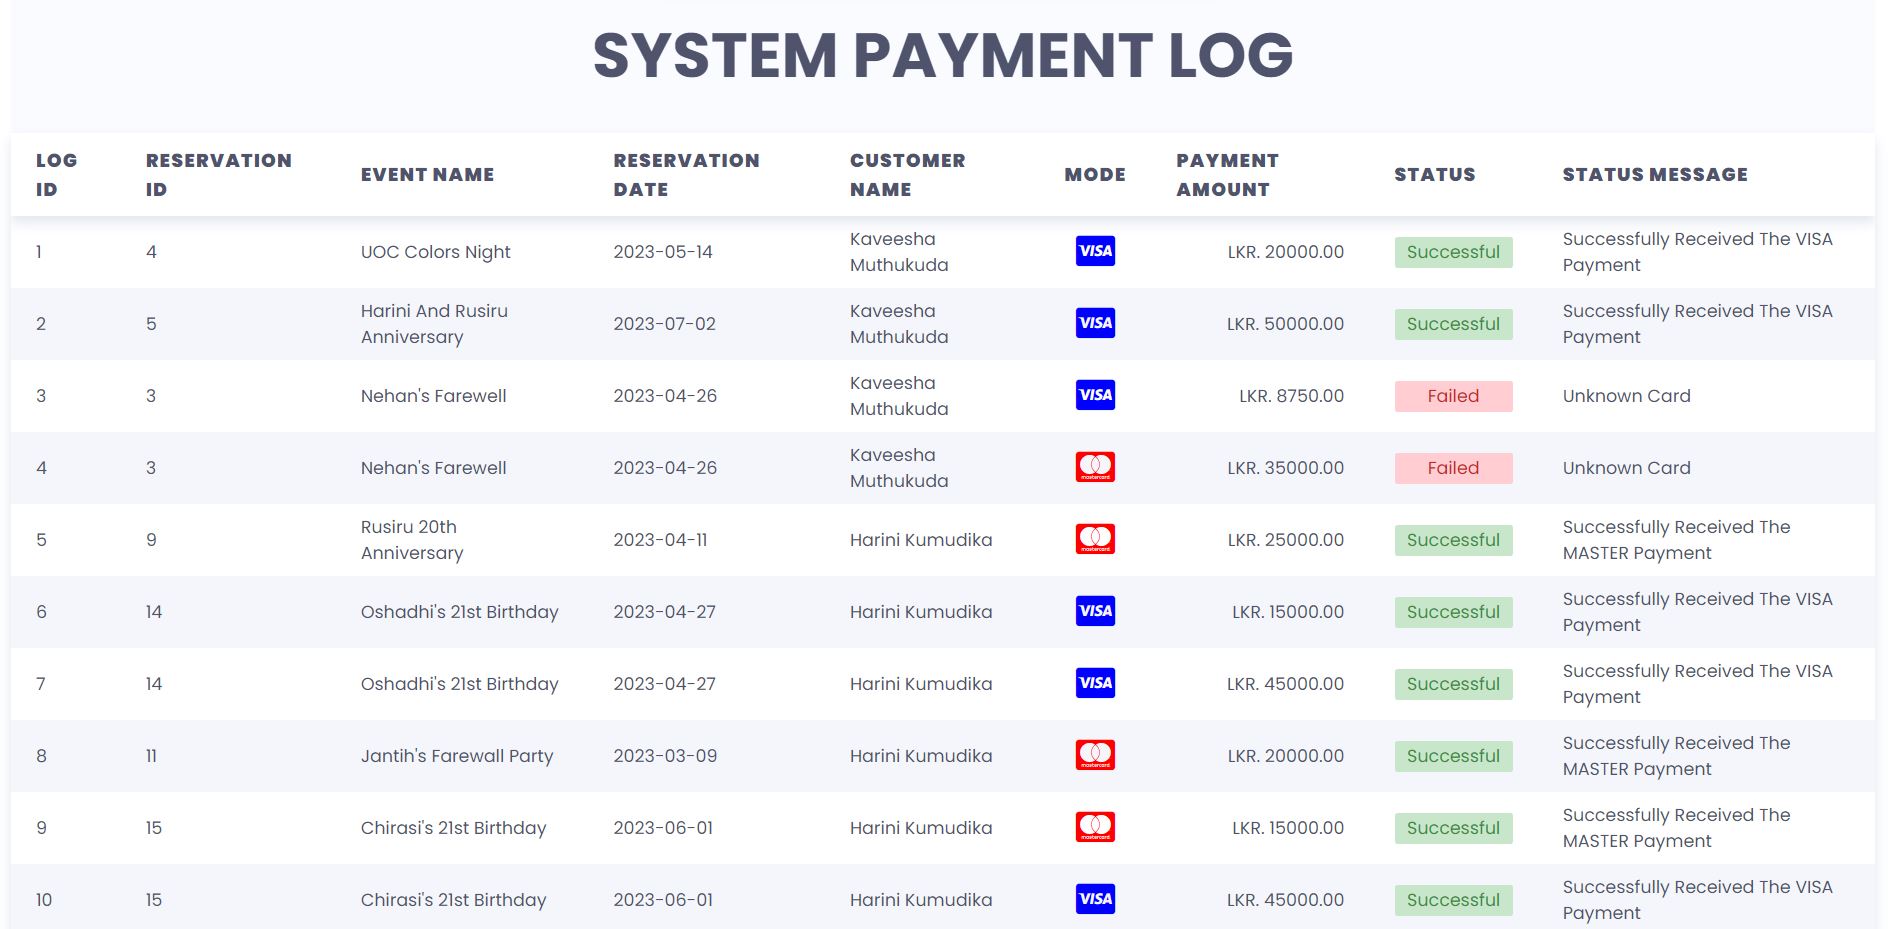 SYSTEM PAYMENT LOG
LOG ID RESERVATION ID EVENT NAME RESERVATION DATE CUSTOMER NAME MODE PAYMENT AMOUNT STATUS STATUS MESSAGE
1 4 UOC Colors Night 2023-05-14 Kaveesha Muthukuda VISA LKR. 20000.00 Successful Successfully Received The VISA Payment
2 5 Harini And Rusiru Anniversary 2023-07-02 Kaveesha Muthukuda VISA LKR. 50000.00 Successful Successfully Received The VISA Payment
3 3 Nehan's Farewell 2023-04-26 Kaveesha Muthukuda VISA LKR. 8750.00 Failed Unknown Card
4 3 Nehan's Farewell 2023-04-26 Kaveesha Muthukuda mastercard LKR. 35000.00 Failed Unknown Card
5 9 Rusiru 20th Anniversary 2023-04-11 Harini Kumudika mastercard LKR. 25000.00 Successful Successfully Received The MASTER Payment
6 14 Oshadhi's 21st Birthday 2023-04-27 Harini Kumudika VISA LKR. 15000.00 Successful Successfully Received The VISA Payment
7 14 Oshadhi's 21st Birthday 2023-04-27 Harini Kumudika VISA LKR. 45000.00 Successful Successfully Received The VISA Payment
8 11 Jantih's Farewall Party 2023-03-09 Harini Kumudika mastercard LKR. 20000.00 Successful Successfully Received The MASTER Payment
9 15 Chirasi's 21st Birthday 2023-06-01 Harini Kumudika mastercard LKR. 15000.00 Successful Successfully Received The MASTER Payment
10 15 Chirasi's 21st Birthday 2023-06-01 Harini Kumudika VISA LKR. 45000.00 Successful Successfully Received The VISA Payment